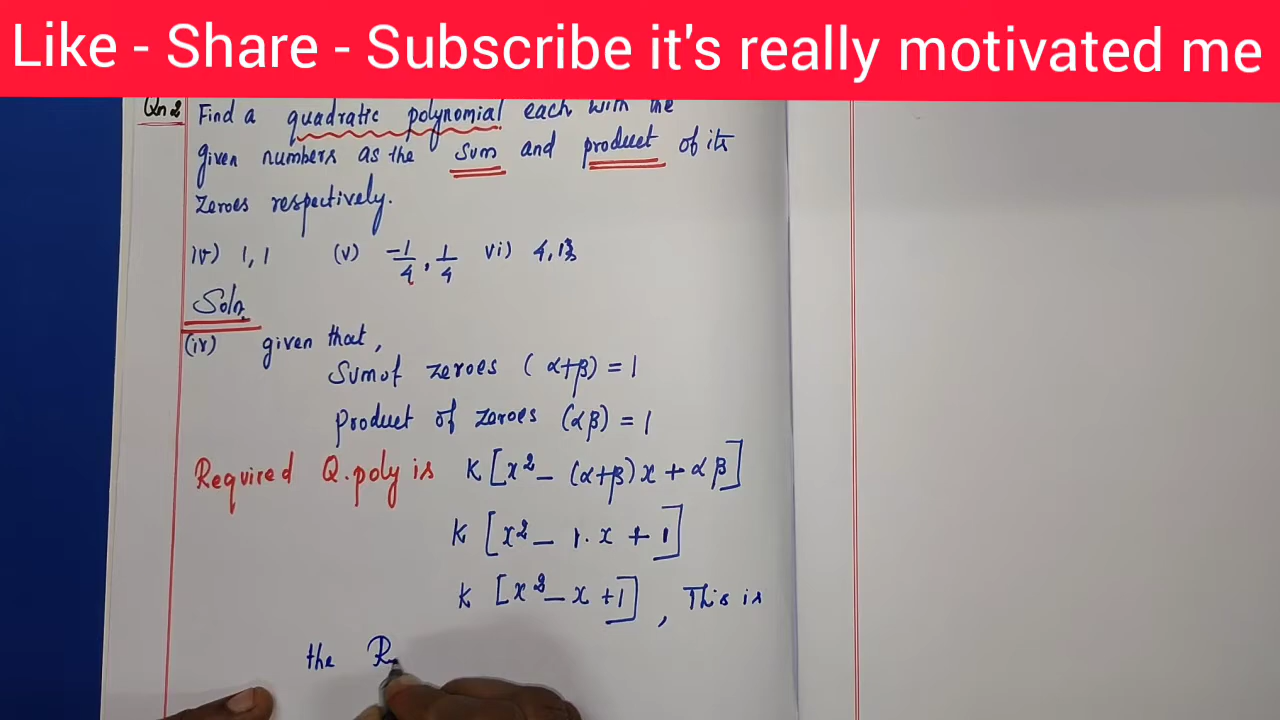 Like - Share - Subscribe it's really motivated me
Qn 2 Find a quadratic polynomial each with the
given numbers as the sum and product of its
zeroes respectively.
iv) 1, 1 (v) -1/4, 1/4 vi) 4, 1
Soln
(iv) given that,
Sum of zeroes (α+β) = 1
product of zeroes (αβ) = 1
Required Q.poly is K[x² - (α+β)x + αβ]
K [x² - 1.x + 1]
K [x² - x + 1], This is
the R